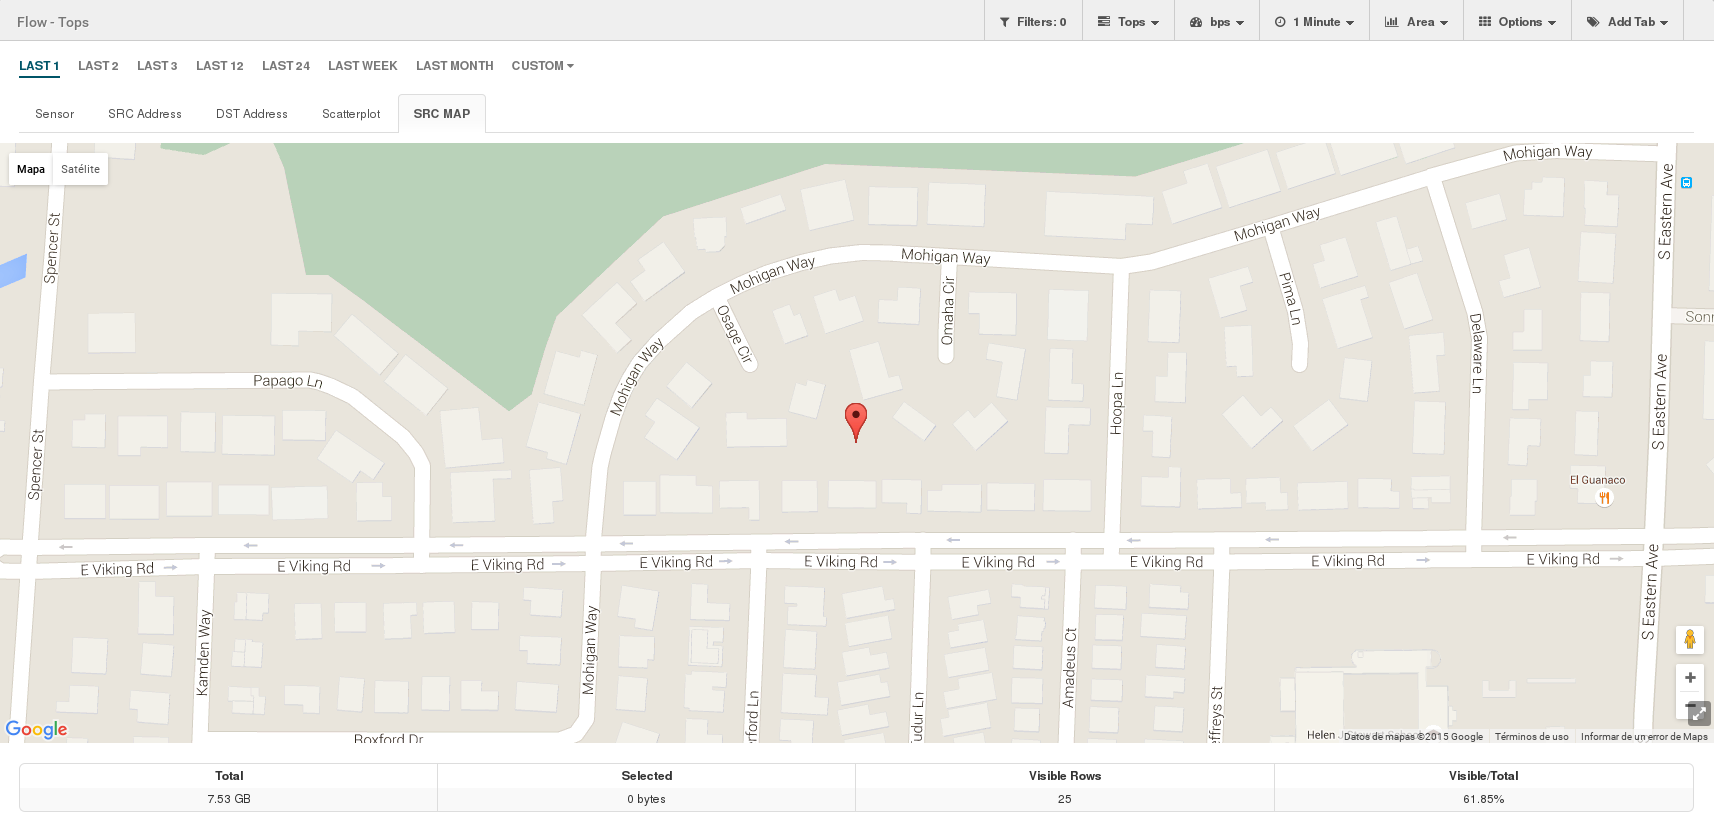 Flow - Tops
Filters: 0
Tops
bps
1 Minute
Area
Options
Add Tab
LAST 1
LAST 2
LAST 3
LAST 12
LAST 24
LAST WEEK
LAST MONTH
CUSTOM
Sensor
SRC Address
DST Address
Scatterplot
SRC MAP
Mapa
Satélite
Mohigan Way
S Eastern Ave
Spencer St
Mohigan Way
Mohigan Way
Mohigan Way
Pima Ln
Omaha Cir
Osage Cir
Sonn
Delaware Ln
Mohigan Way
Papago Ln
Hoopa Ln
S Eastern Ave
Spencer St
El Guanaco
E Viking Rd
E Viking Rd
E Viking Rd
E Viking Rd
E Viking Rd
E Viking Rd
E Viking Rd
E Viking Rd
E Viking Rd
S Eastern Ave
Kamden Way
Mohigan Way
Amadeus Ct
erford Ln
udur Ln
effreys St
Boxford Dr
Google
Helen J
Datos de mapas ©2015 Google
Términos de uso
Informar de un error de Maps
Total
Selected
Visible Rows
Visible/Total
7.53 GB
0 bytes
25
61.85%